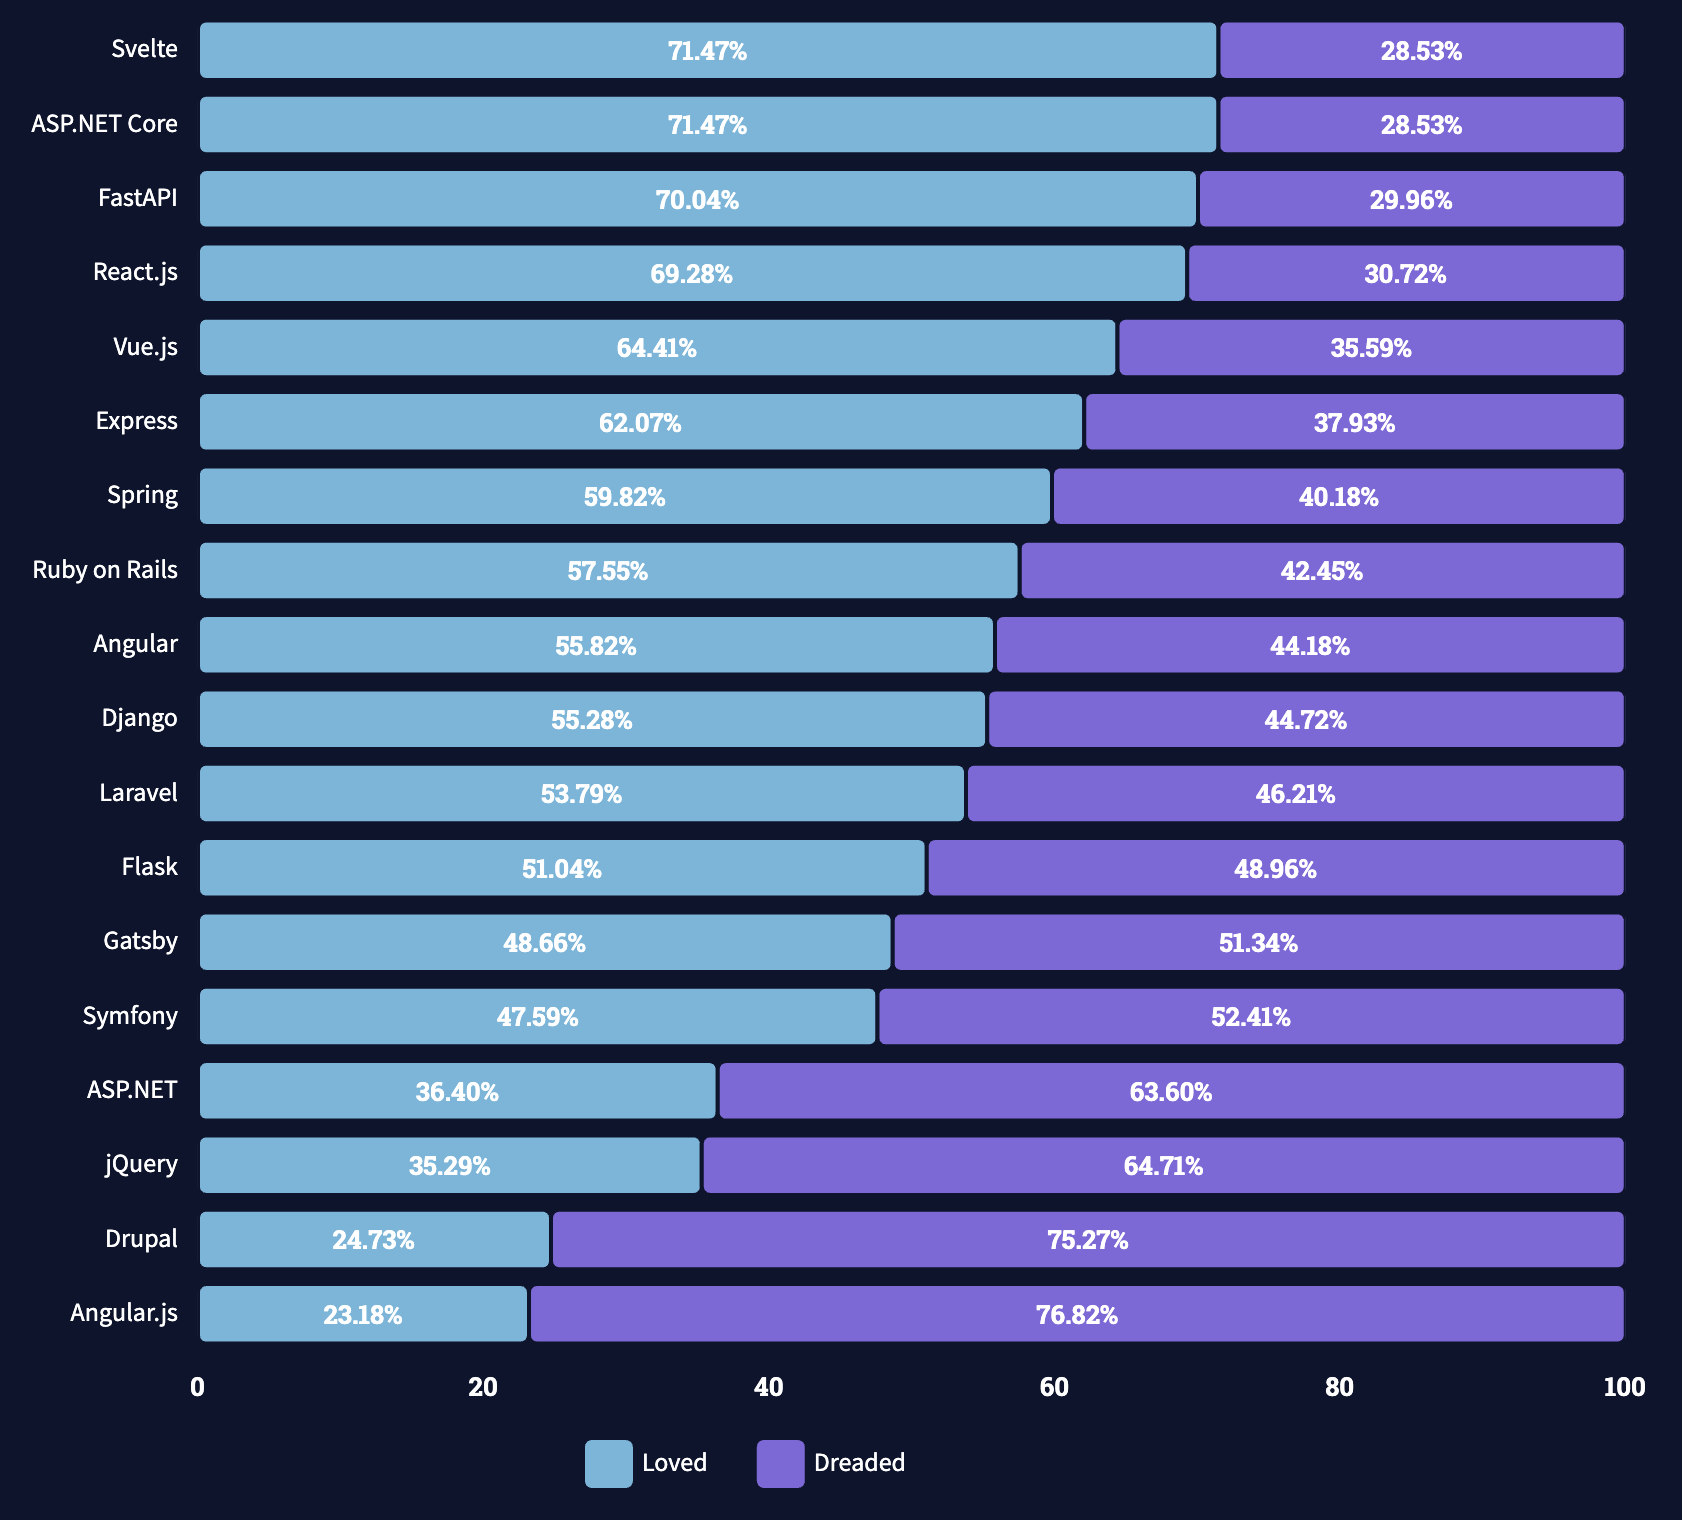 Svelte 71.47% 28.53%
ASP.NET Core 71.47% 28.53%
FastAPI 70.04% 29.96%
React.js 69.28% 30.72%
Vue.js 64.41% 35.59%
Express 62.07% 37.93%
Spring 59.82% 40.18%
Ruby on Rails 57.55% 42.45%
Angular 55.82% 44.18%
Django 55.28% 44.72%
Laravel 53.79% 46.21%
Flask 51.04% 48.96%
Gatsby 48.66% 51.34%
Symfony 47.59% 52.41%
ASP.NET 36.40% 63.60%
jQuery 35.29% 64.71%
Drupal 24.73% 75.27%
Angular.js 23.18% 76.82%
0 20 40 60 80 100
Loved Dreaded